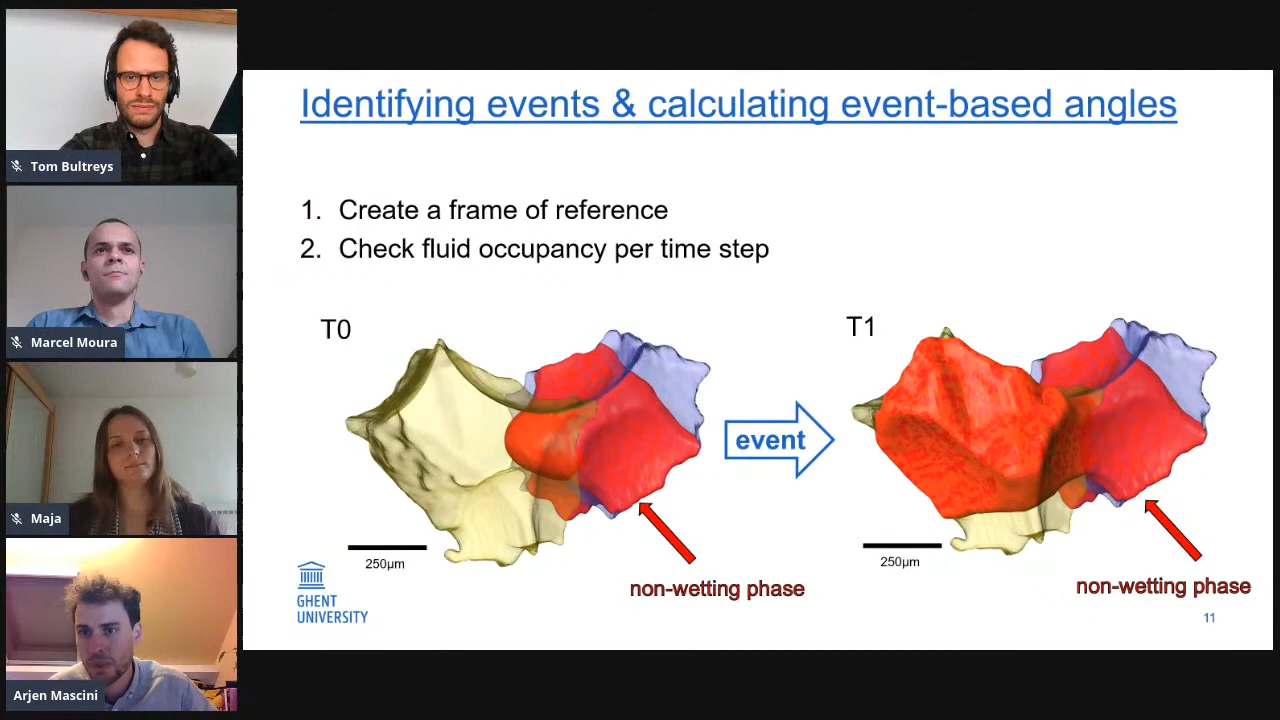 Tom Bultreys
Marcel Moura
Maja
Arjen Mascini
Identifying events & calculating event-based angles
1. Create a frame of reference
2. Check fluid occupancy per time step
T0
T1
event
250μm
250μm
non-wetting phase
non-wetting phase
GHENT
UNIVERSITY
11